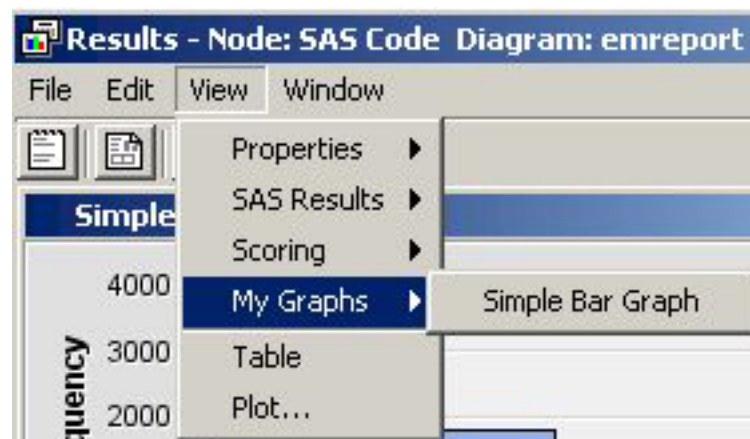 Results - Node: SAS Code Diagram: emreport
File Edit View Window
Properties
SAS Results
Scoring
My Graphs
Simple Bar Graph
Table
Plot...
Simple
4000
3000
2000